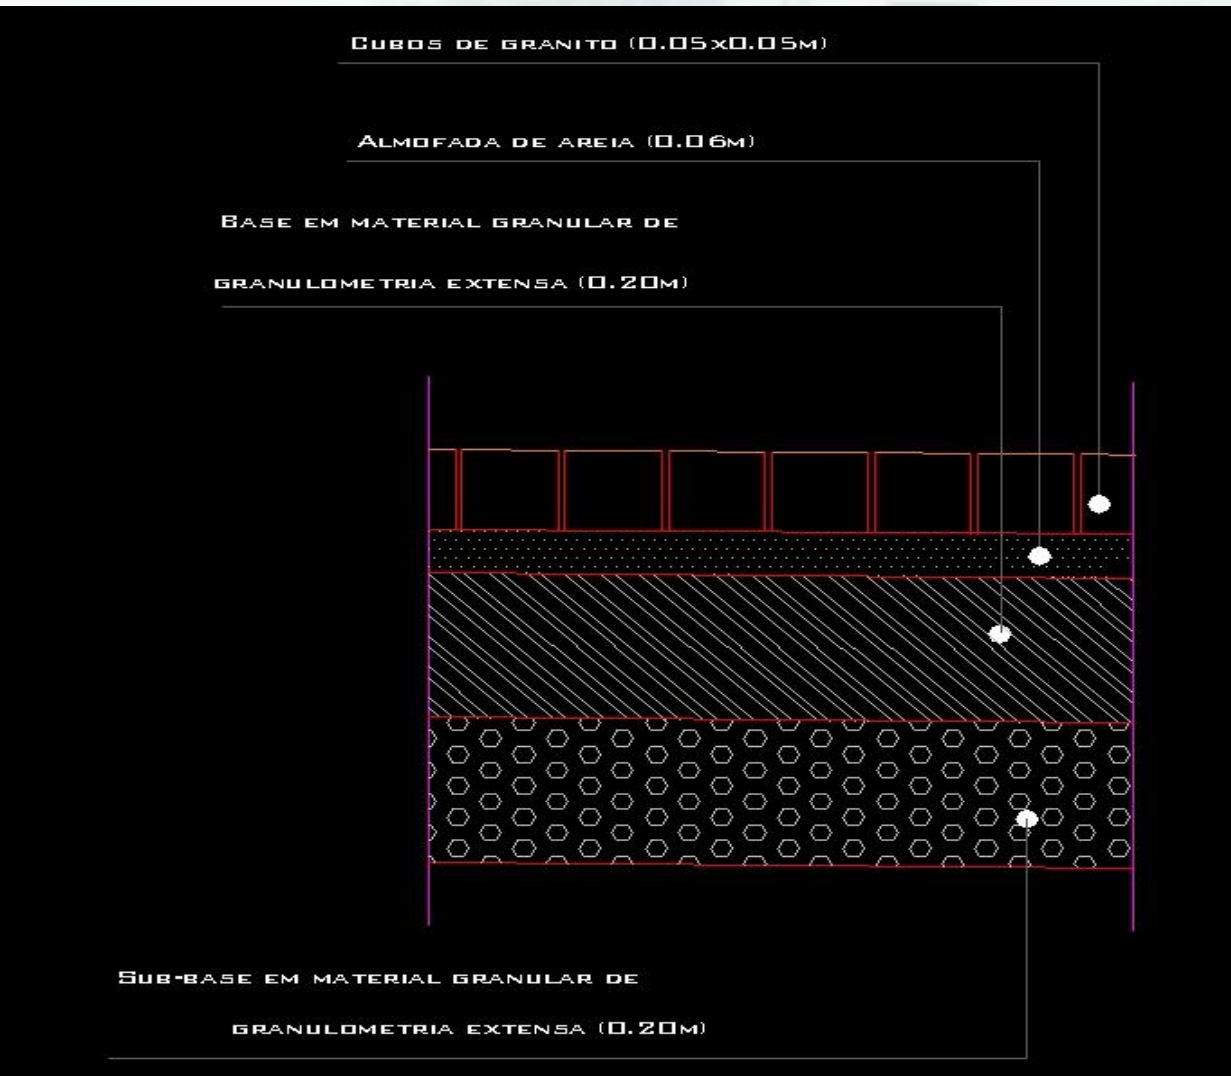 Cubos de granito (0.05x0.05m)
Almofada de areia (0.06m)
Base em material granular de
granulometria extensa (0.20m)
Sub-base em material granular de
granulometria extensa (0.20m)